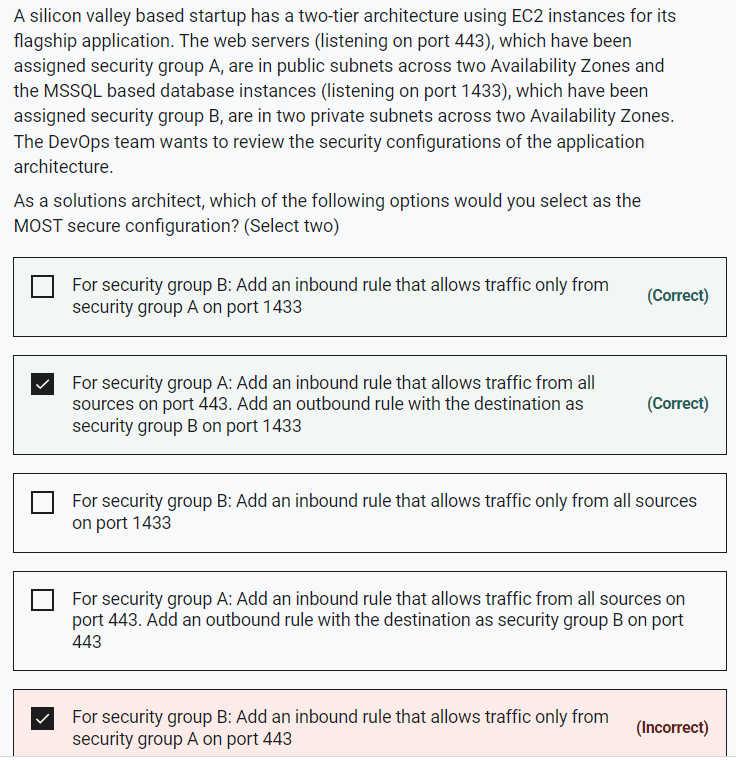 A silicon valley based startup has a two-tier architecture using EC2 instances for its
flagship application. The web servers (listening on port 443), which have been
assigned security group A, are in public subnets across two Availability Zones and
the MSSQL based database instances (listening on port 1433), which have been
assigned security group B, are in two private subnets across two Availability Zones.
The DevOps team wants to review the security configurations of the application
architecture.
As a solutions architect, which of the following options would you select as the
MOST secure configuration? (Select two)
For security group B: Add an inbound rule that allows traffic only from
security group A on port 1433
(Correct)
For security group A: Add an inbound rule that allows traffic from all
sources on port 443. Add an outbound rule with the destination as
security group B on port 1433
(Correct)
For security group B: Add an inbound rule that allows traffic only from all sources
on port 1433
For security group A: Add an inbound rule that allows traffic from all sources on
port 443. Add an outbound rule with the destination as security group B on port
443
For security group B: Add an inbound rule that allows traffic only from
security group A on port 443
(Incorrect)